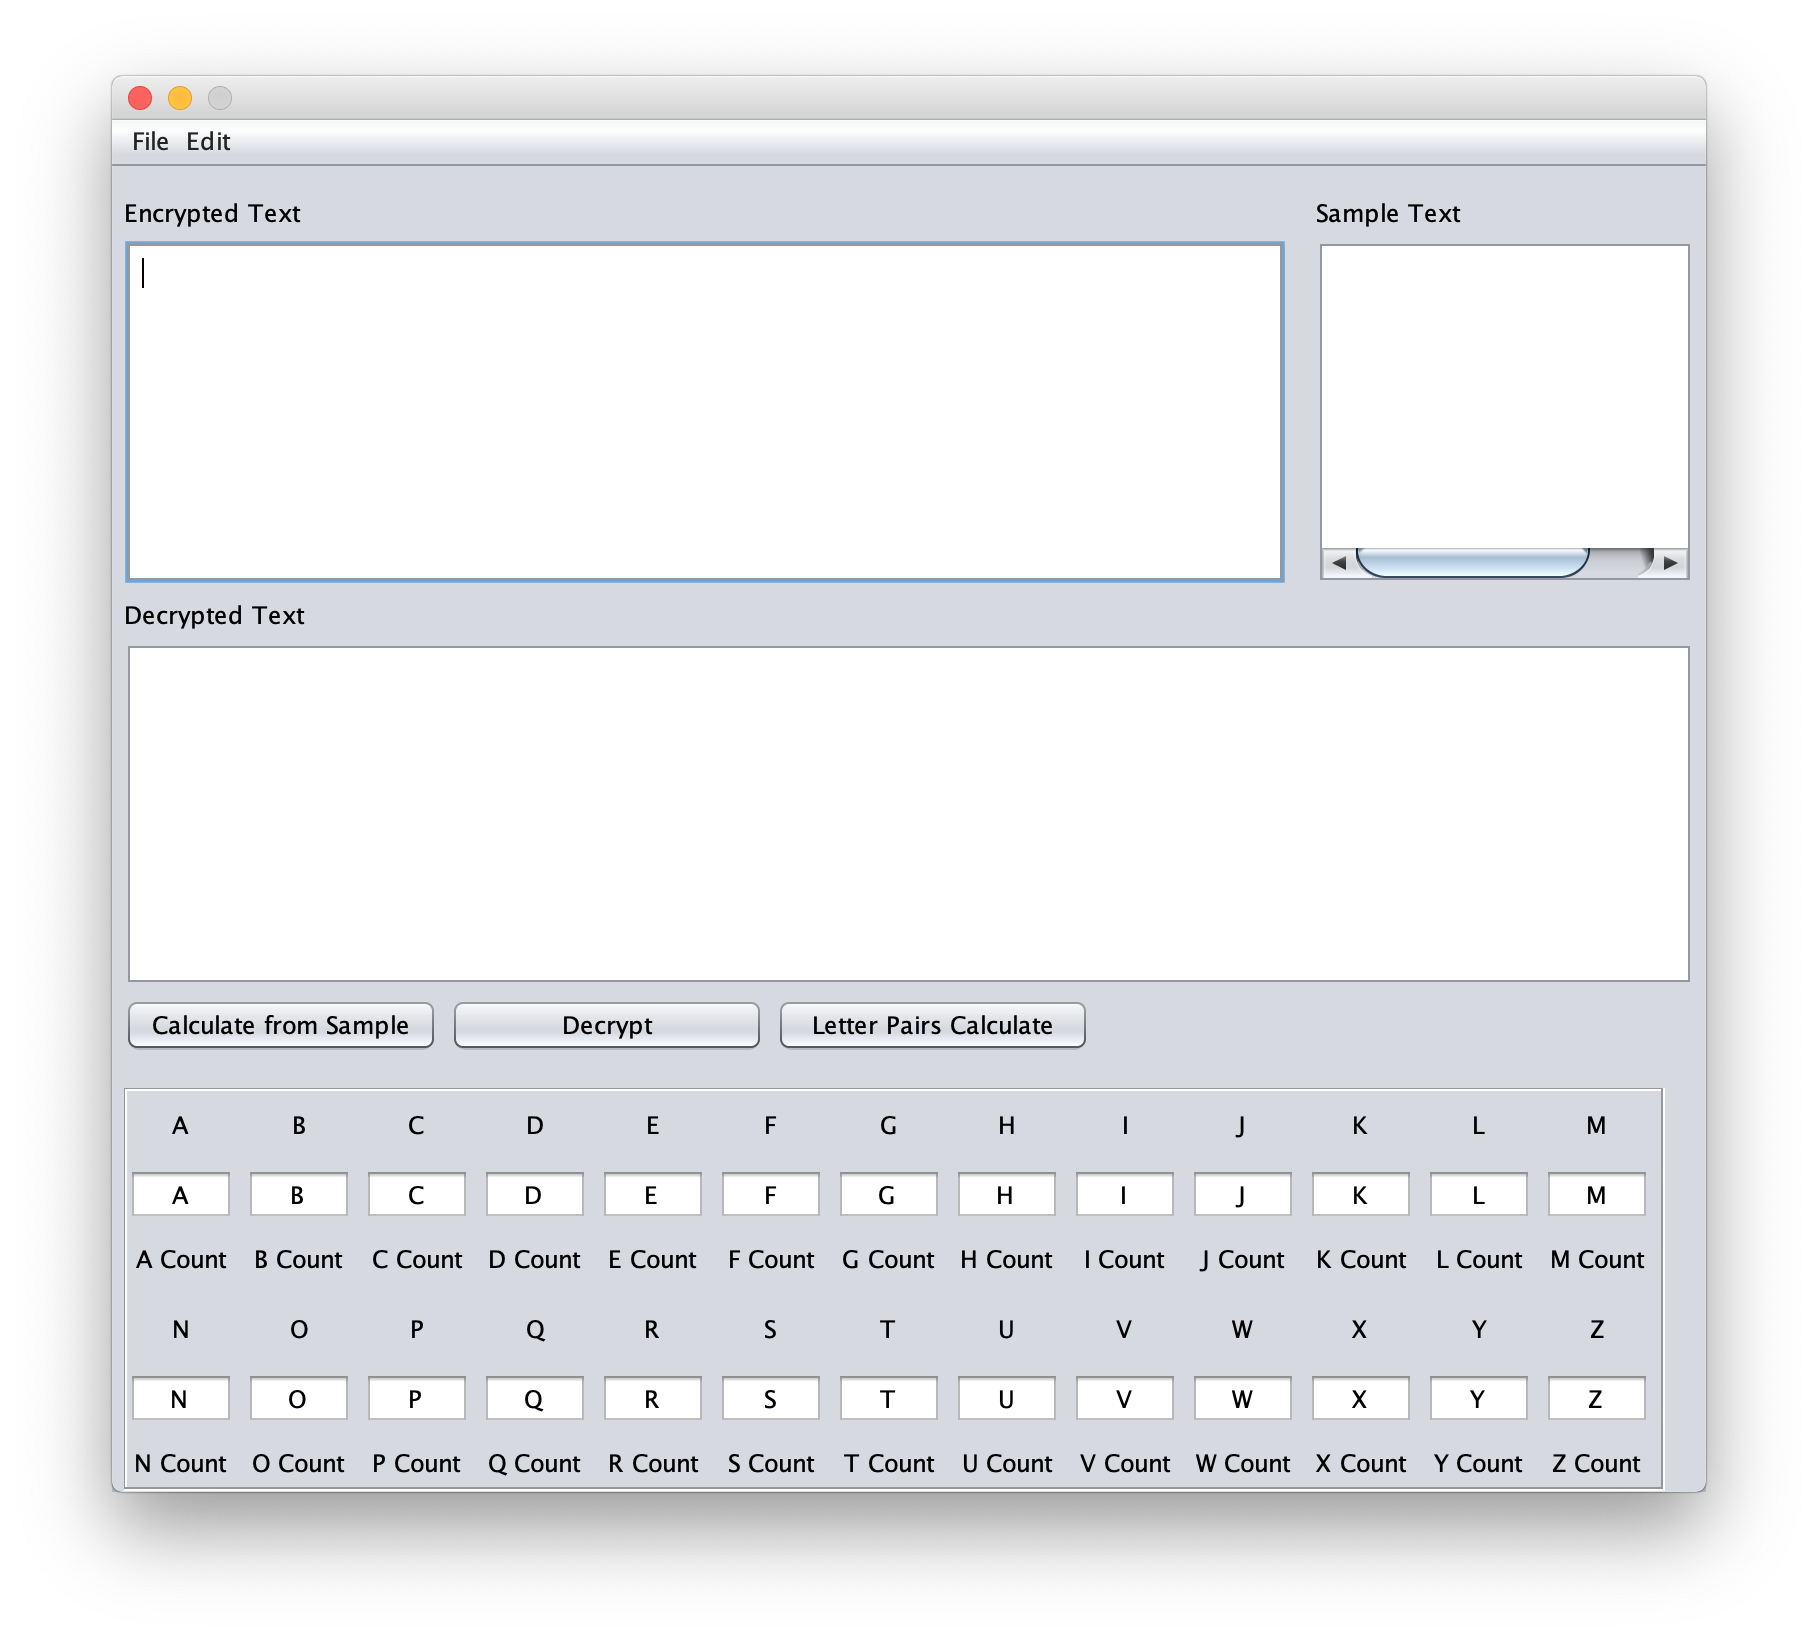 File Edit
Encrypted Text Sample Text
Decrypted Text
Calculate from Sample Decrypt Letter Pairs Calculate
A B C D E F G H I J K L M
A B C D E F G H I J K L M
A Count B Count C Count D Count E Count F Count G Count H Count I Count J Count K Count L Count M Count
N O P Q R S T U V W X Y Z
N O P Q R S T U V W X Y Z
N Count O Count P Count Q Count R Count S Count T Count U Count V Count W Count X Count Y Count Z Count